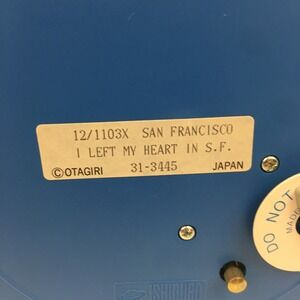 12/1103X SAN FRANCISCO
I LEFT MY HEART IN S.F.
©OTAGIRI 31-3445 JAPAN
DO NOT